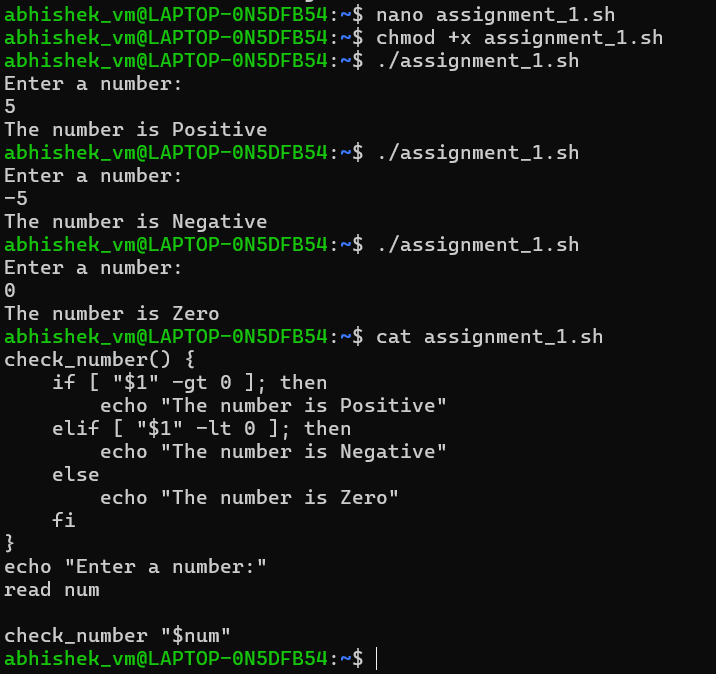 abhishek_vm@LAPTOP-0N5DFB54:~$ nano assignment_1.sh
abhishek_vm@LAPTOP-0N5DFB54:~$ chmod +x assignment_1.sh
abhishek_vm@LAPTOP-0N5DFB54:~$ ./assignment_1.sh
Enter a number:
5
The number is Positive
abhishek_vm@LAPTOP-0N5DFB54:~$ ./assignment_1.sh
Enter a number:
-5
The number is Negative
abhishek_vm@LAPTOP-0N5DFB54:~$ ./assignment_1.sh
Enter a number:
0
The number is Zero
abhishek_vm@LAPTOP-0N5DFB54:~$ cat assignment_1.sh
check_number() {
    if [ "$1" -gt 0 ]; then
        echo "The number is Positive"
    elif [ "$1" -lt 0 ]; then
        echo "The number is Negative"
    else
        echo "The number is Zero"
    fi
}
echo "Enter a number:"
read num

check_number "$num"
abhishek_vm@LAPTOP-0N5DFB54:~$